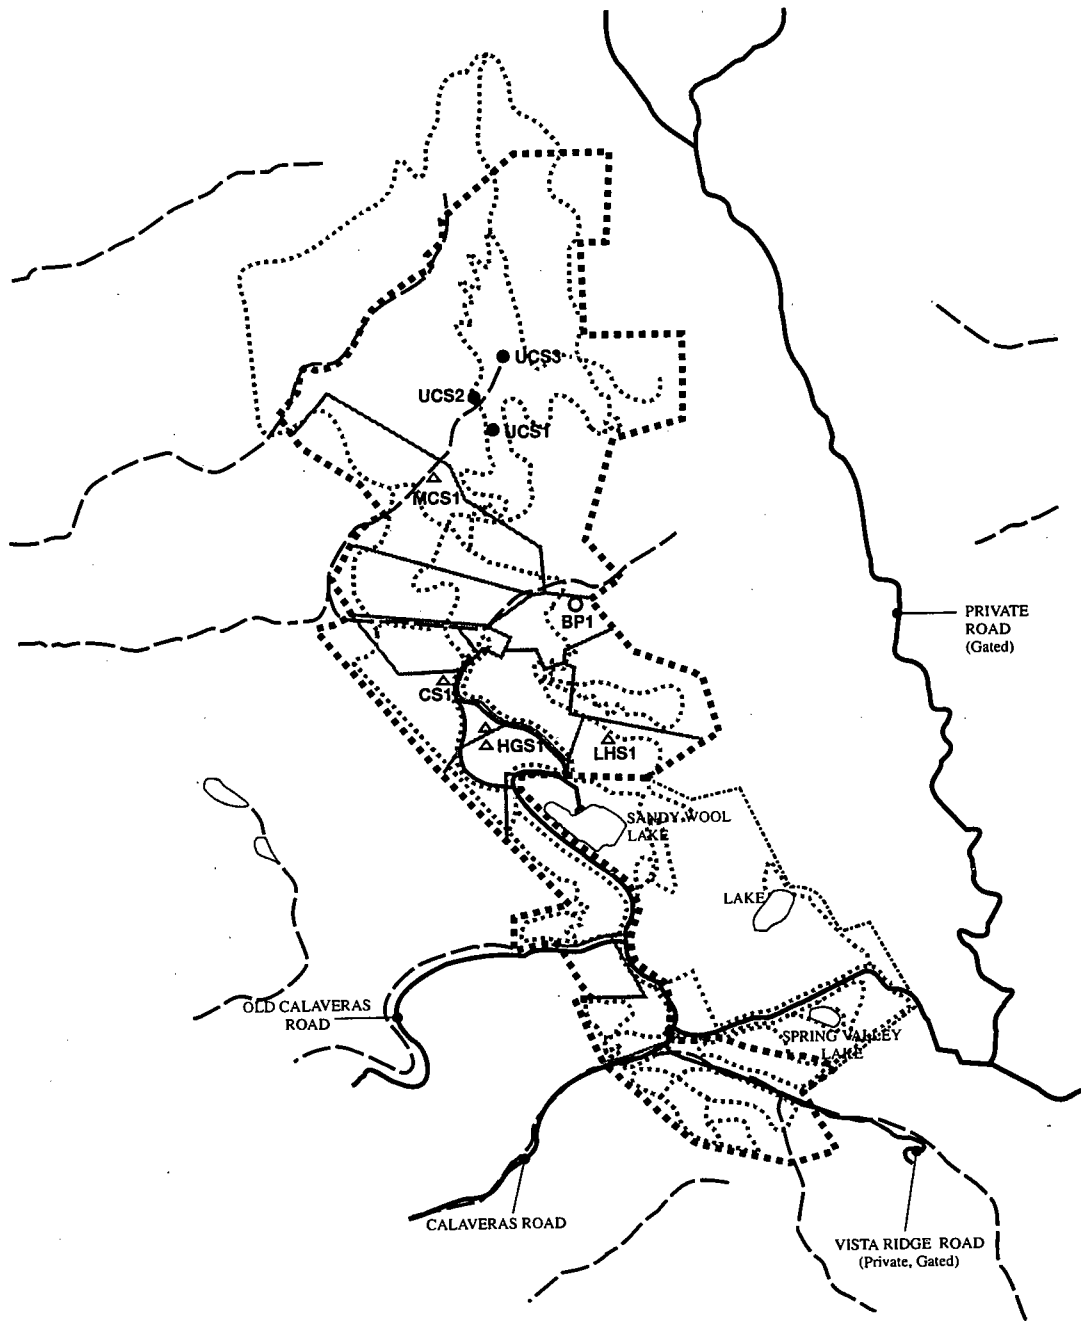 UCS3
UCS2
UCS1
MCS1
BP1
PRIVATE
ROAD
(Gated)
CS1
HGS1
LHS1
SANDY WOOL
LAKE
LAKE
OLD CALAVERAS
ROAD
SPRING VALLEY
LAKE
CALAVERAS ROAD
VISTA RIDGE ROAD
(Private, Gated)